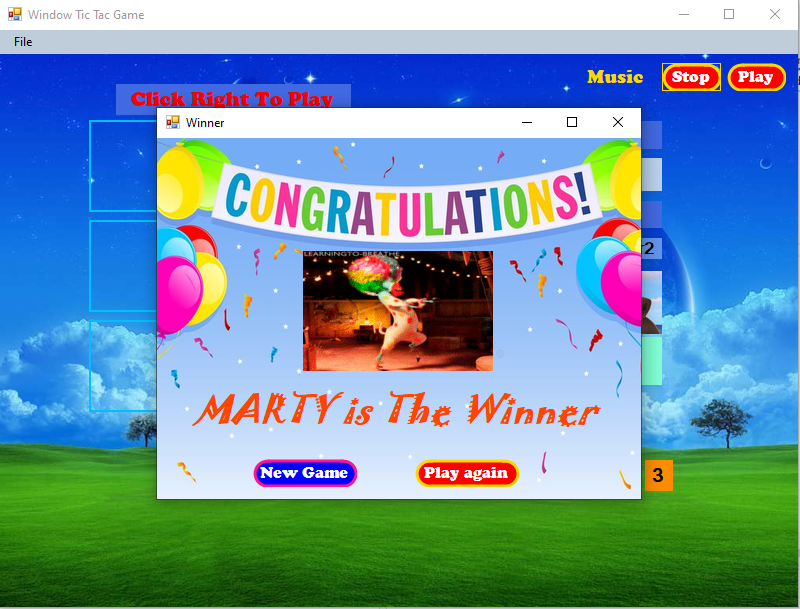 Window Tic Tac Game
File
Music
Stop
Play
Click Right To Play
Winner
CONGRATULATIONS!
LEARNINGTO-BREATHE
2
MARTY is The Winner
New Game
Play again
3